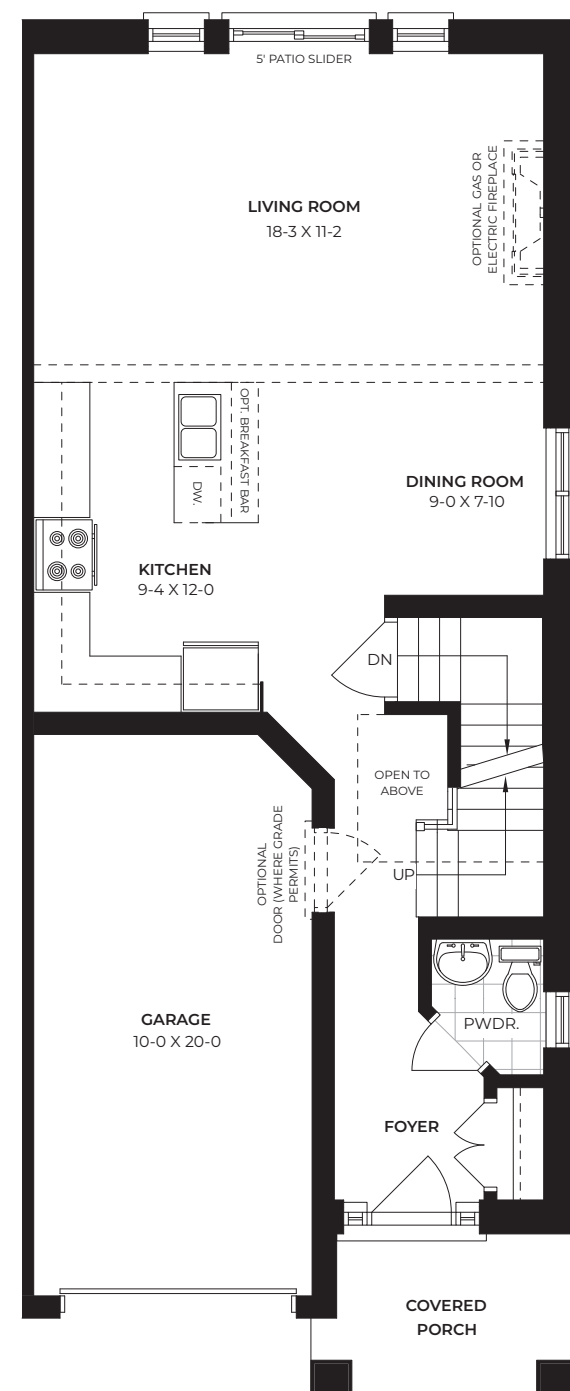 5' PATIO SLIDER
LIVING ROOM
18-3 X 11-2
OPTIONAL GAS OR
ELECTRIC FIREPLACE
OPT. BREAKFAST BAR
DW.
DINING ROOM
9-0 X 7-10
KITCHEN
9-4 X 12-0
DN
OPEN TO
ABOVE
OPTIONAL
DOOR (WHERE GRADE
PERMITS)
UP
GARAGE
10-0 X 20-0
PWDR.
FOYER
COVERED
PORCH